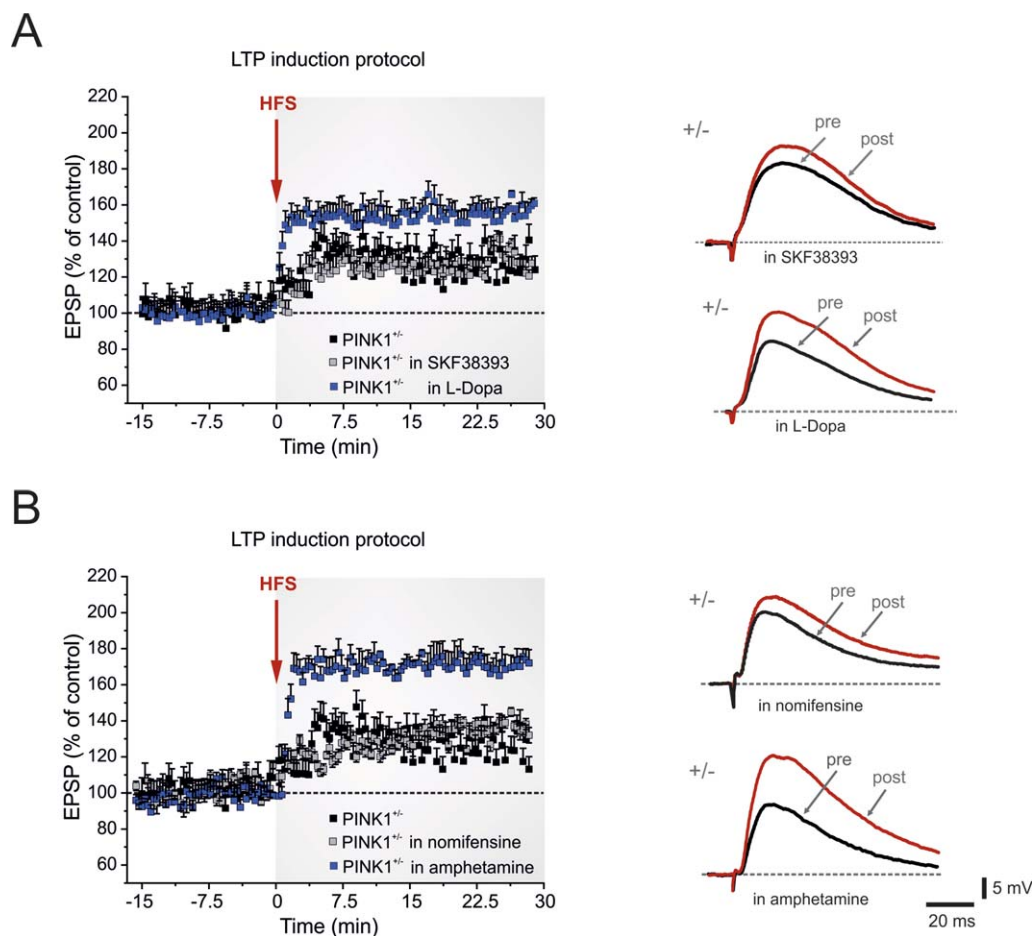 A
LTP induction protocol
HFS
EPSP (% of control)
220
200
180
160
140
120
100
80
60
PINK1+/-
PINK1+/- in SKF38393
PINK1+/- in L-Dopa
-15 -7.5 0 7.5 15 22.5 30
Time (min)
+/-
pre
post
in SKF38393
+/-
pre
post
in L-Dopa
B
LTP induction protocol
HFS
EPSP (% of control)
220
200
180
160
140
120
100
80
60
PINK1+/-
PINK1+/- in nomifensine
PINK1+/- in amphetamine
-15 -7.5 0 7.5 15 22.5 30
Time (min)
+/-
pre
post
in nomifensine
+/-
pre
post
in amphetamine
5 mV
20 ms